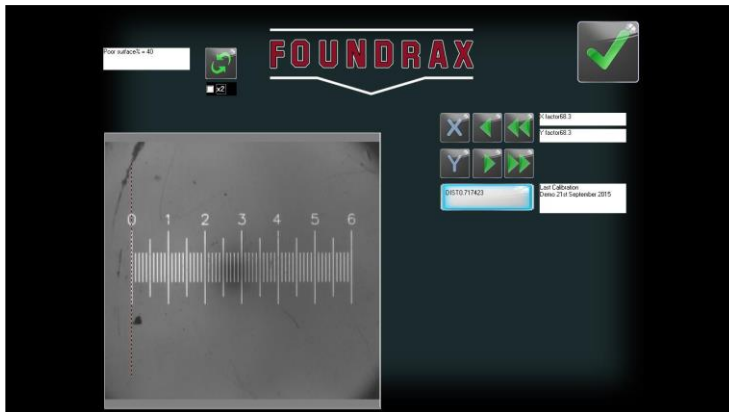 Poor surface% = 40
x2
FOUNDRAX
X
X factor68.3
Y factor68.3
Y
DIST0.717423
Last Calibration
Demo 21st September 2015
0 1 2 3 4 5 6